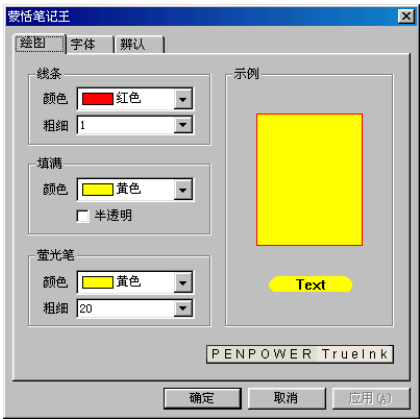 蒙恬笔记王
绘图 字体 辨认
线条
颜色 红色
粗细 1
填满
颜色 黄色
半透明
萤光笔
颜色 黄色
粗细 20
示例
Text
PENPOWER TrueInk
确定 取消 应用(A)